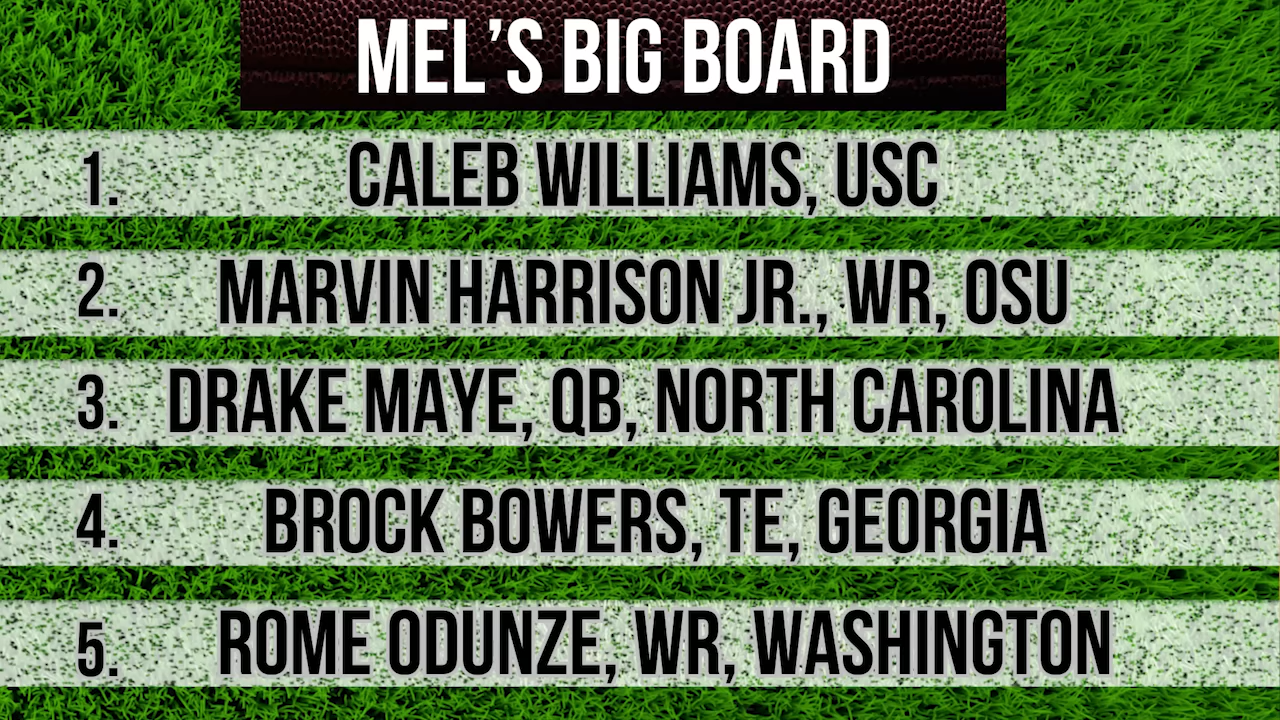 MEL'S BIG BOARD
1. CALEB WILLIAMS, USC
2. MARVIN HARRISON JR., WR, OSU
3. DRAKE MAYE, QB, NORTH CAROLINA
4. BROCK BOWERS, TE, GEORGIA
5. ROME ODUNZE, WR, WASHINGTON